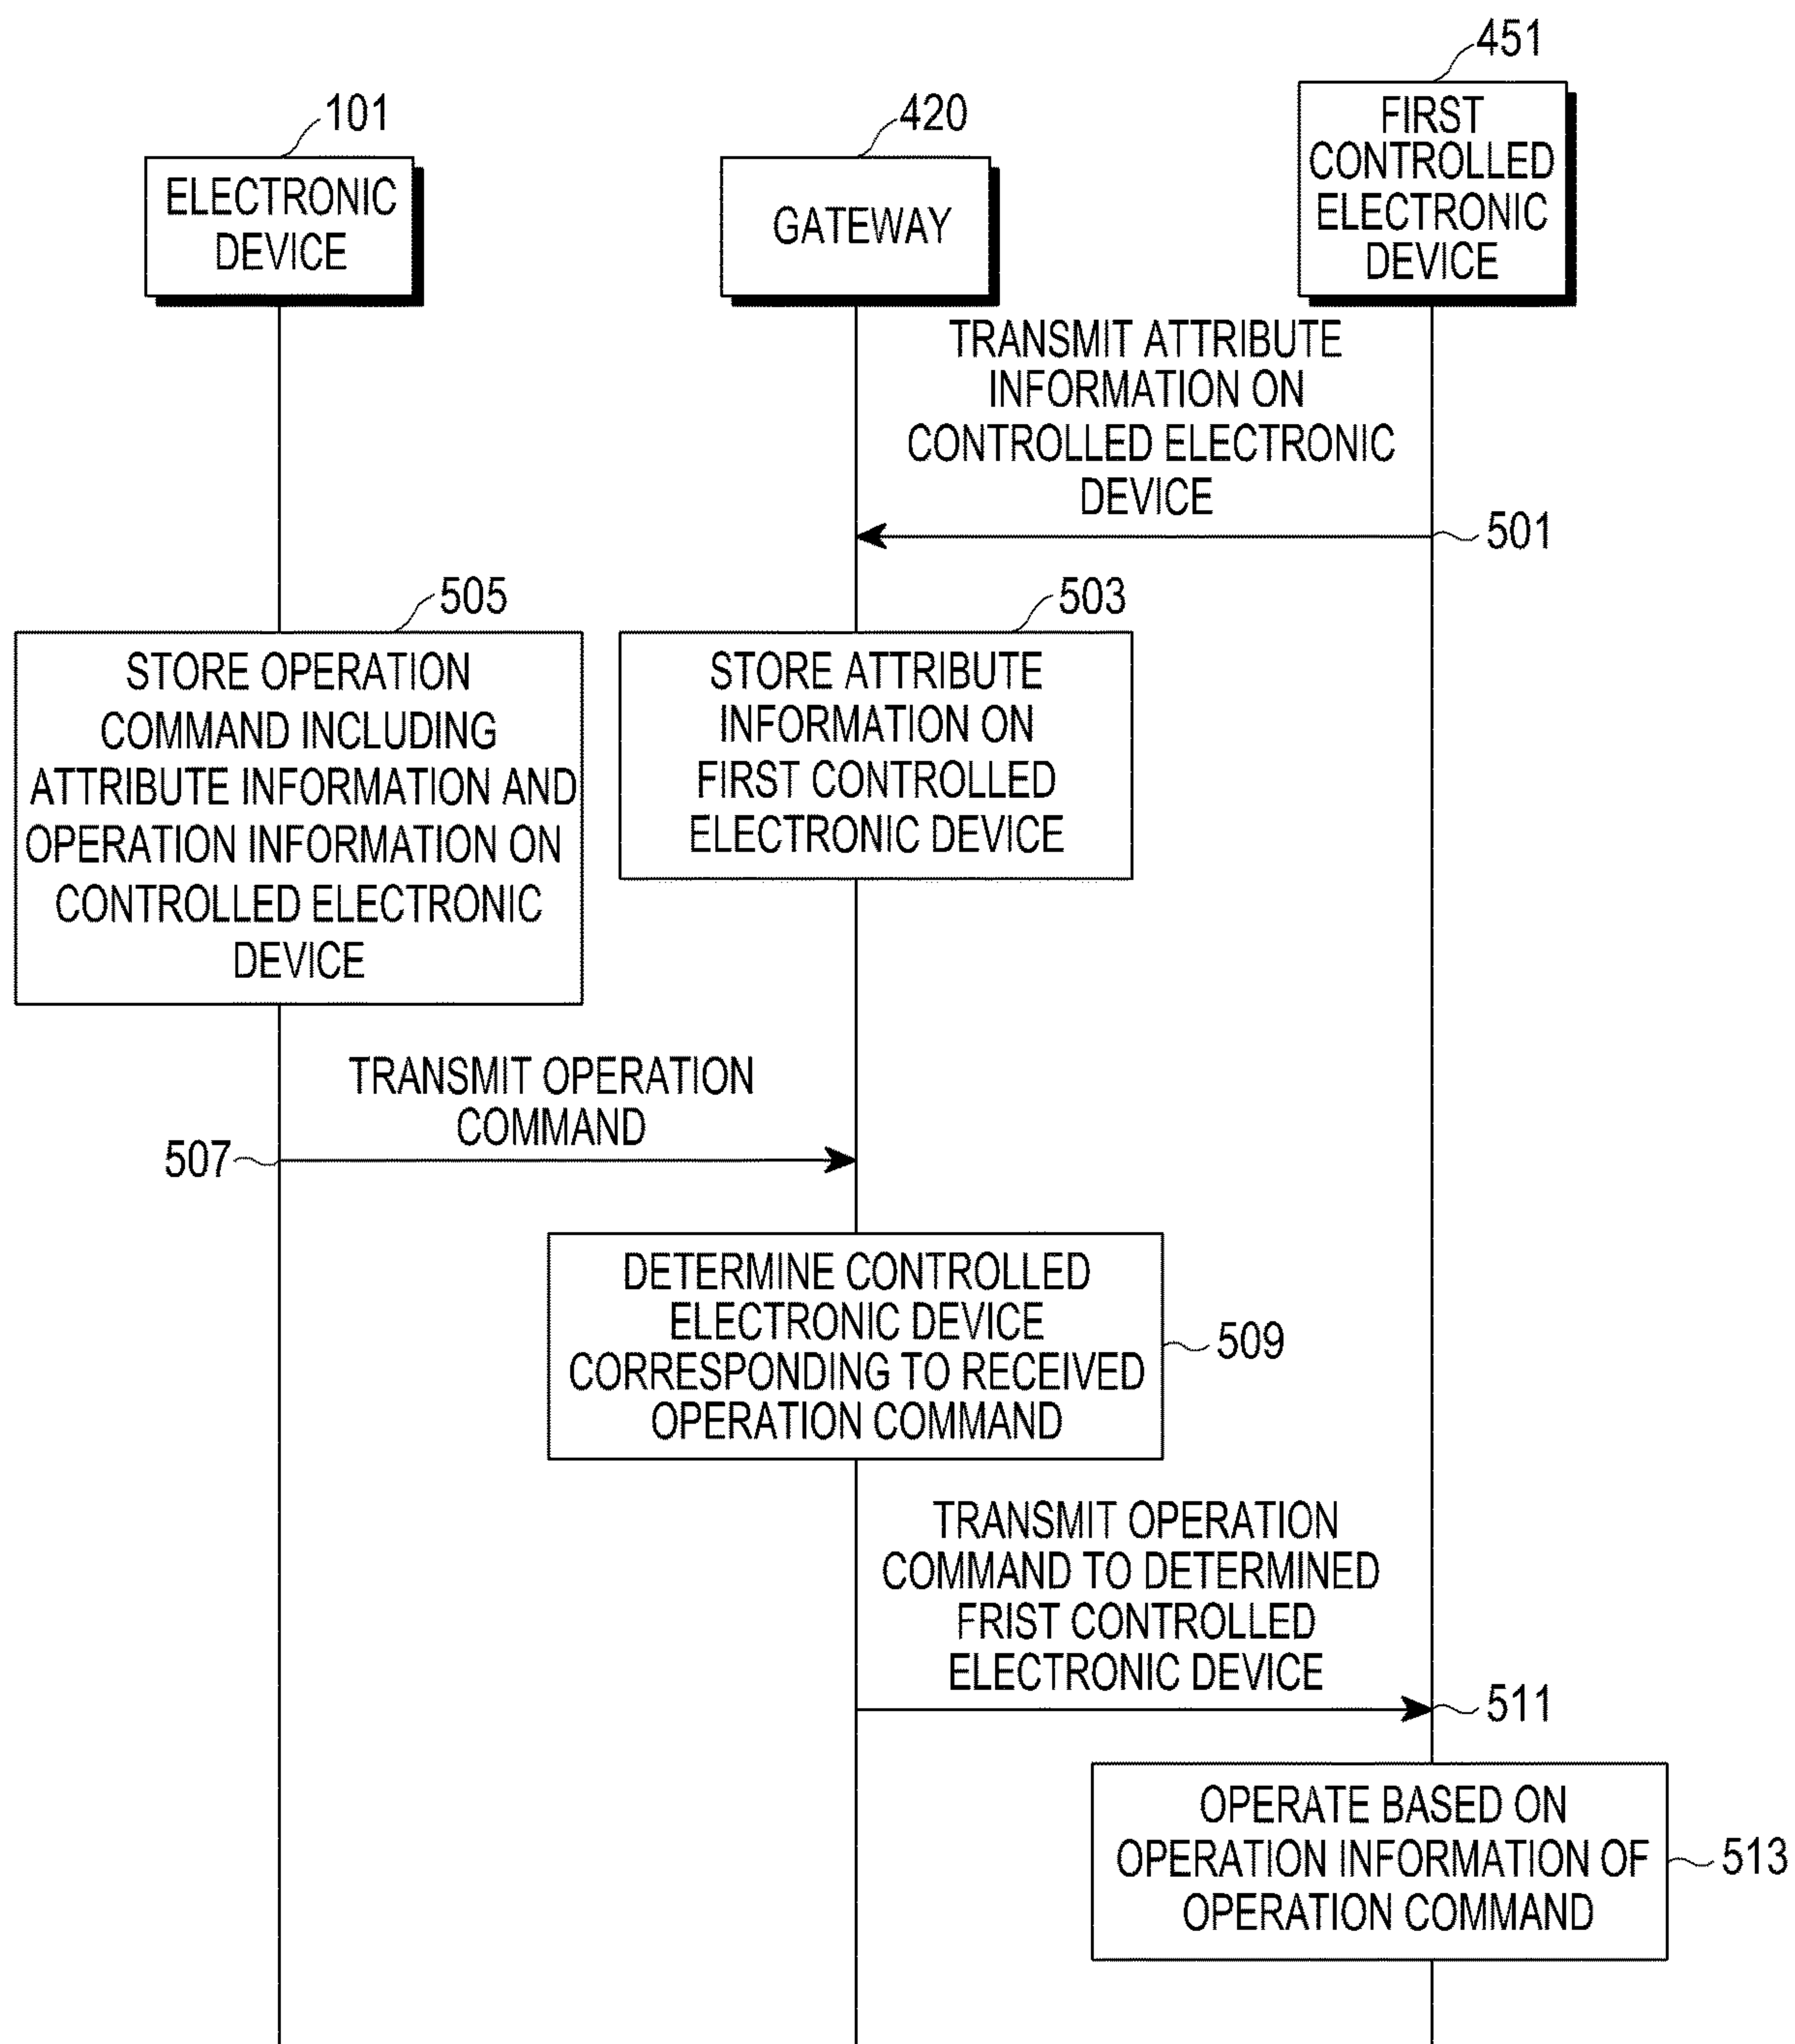 451
FIRST
CONTROLLED
ELECTRONIC
DEVICE
101
ELECTRONIC
DEVICE
420
GATEWAY
TRANSMIT ATTRIBUTE
INFORMATION ON
CONTROLLED ELECTRONIC
DEVICE
501
505
STORE OPERATION
COMMAND INCLUDING
ATTRIBUTE INFORMATION AND
OPERATION INFORMATION ON
CONTROLLED ELECTRONIC
DEVICE
503
STORE ATTRIBUTE
INFORMATION ON
FIRST CONTROLLED
ELECTRONIC DEVICE
TRANSMIT OPERATION
COMMAND
507
DETERMINE CONTROLLED
ELECTRONIC DEVICE
CORRESPONDING TO RECEIVED
OPERATION COMMAND
509
TRANSMIT OPERATION
COMMAND TO DETERMINED
FRIST CONTROLLED
ELECTRONIC DEVICE
511
OPERATE BASED ON
OPERATION INFORMATION OF
OPERATION COMMAND
513